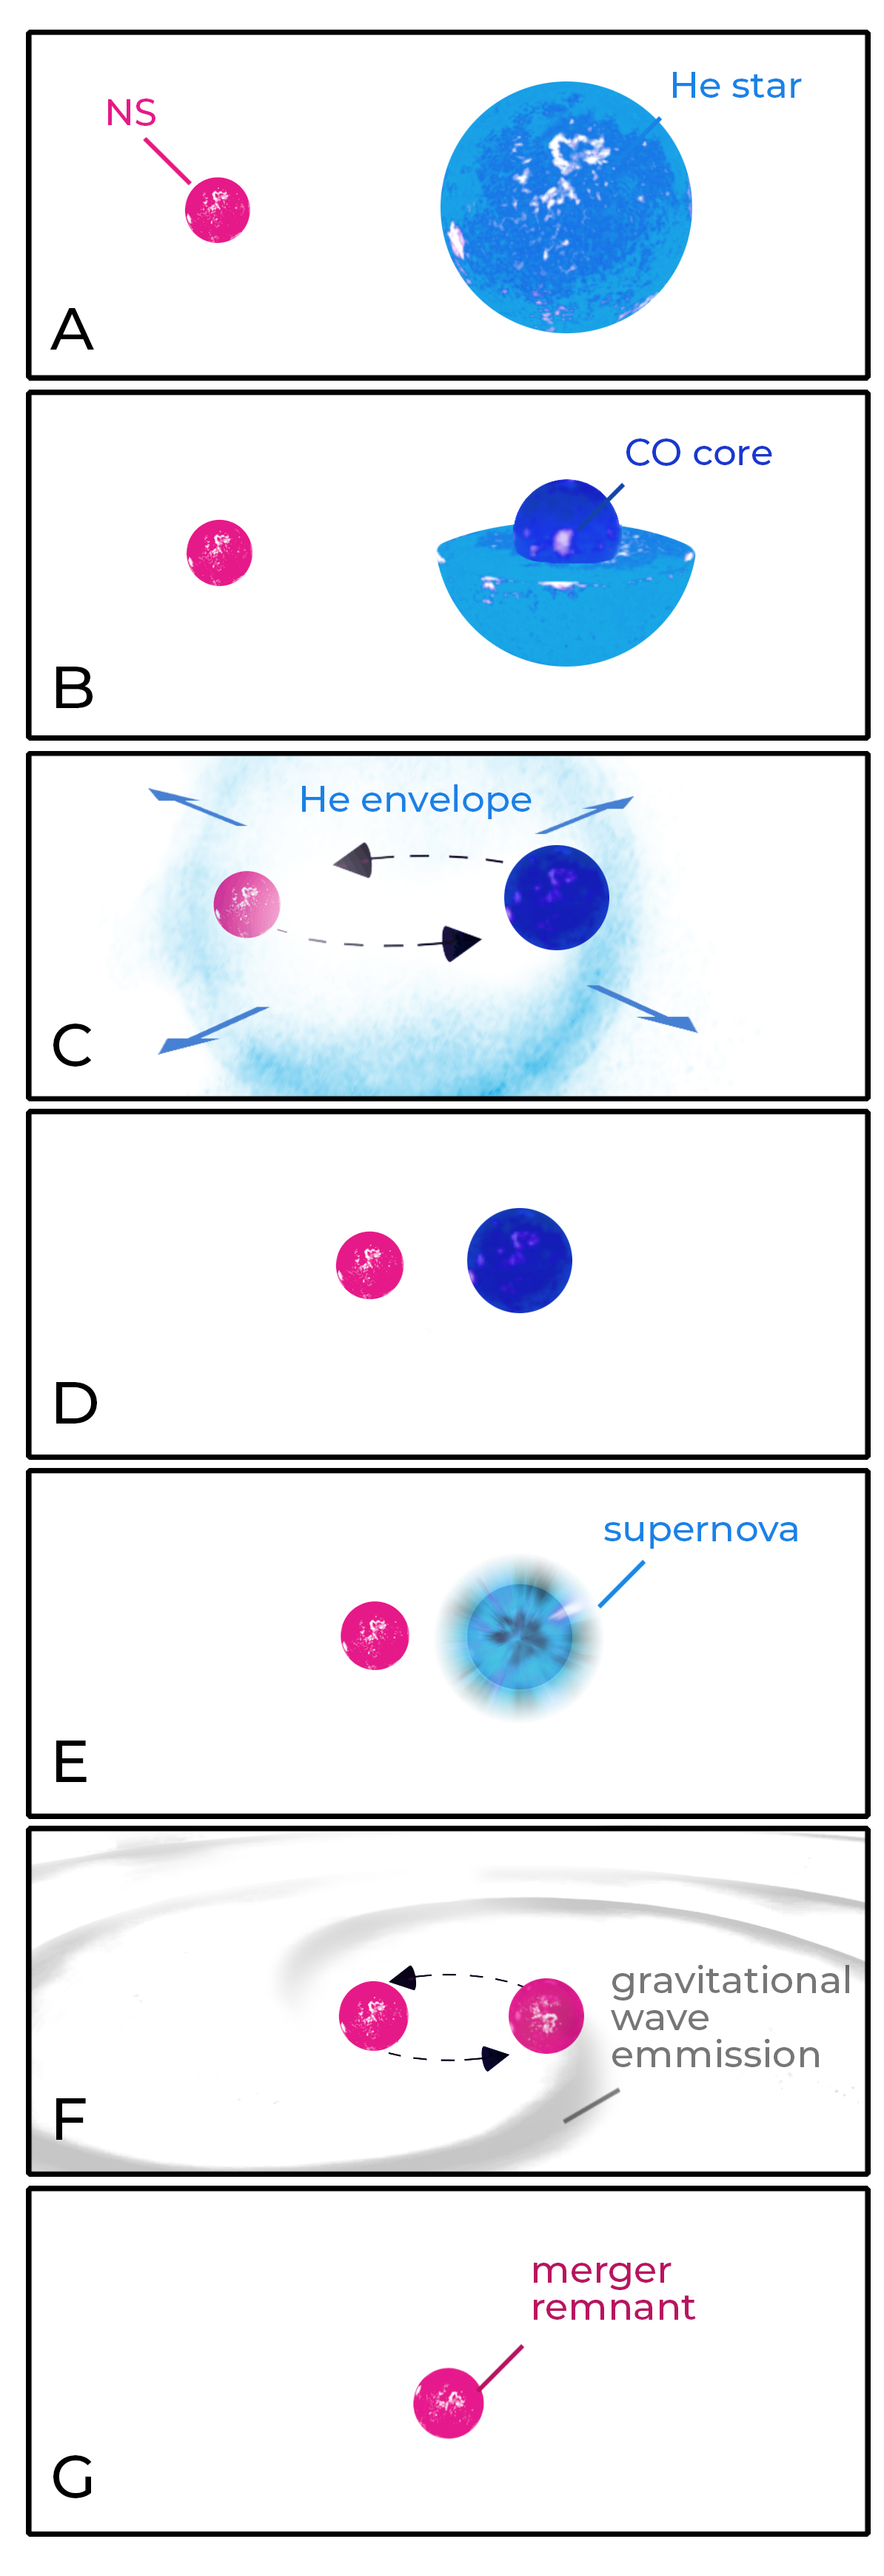 NS
He star
A
CO core
B
He envelope
C
D
supernova
E
gravitational
wave
emmission
F
merger
remnant
G